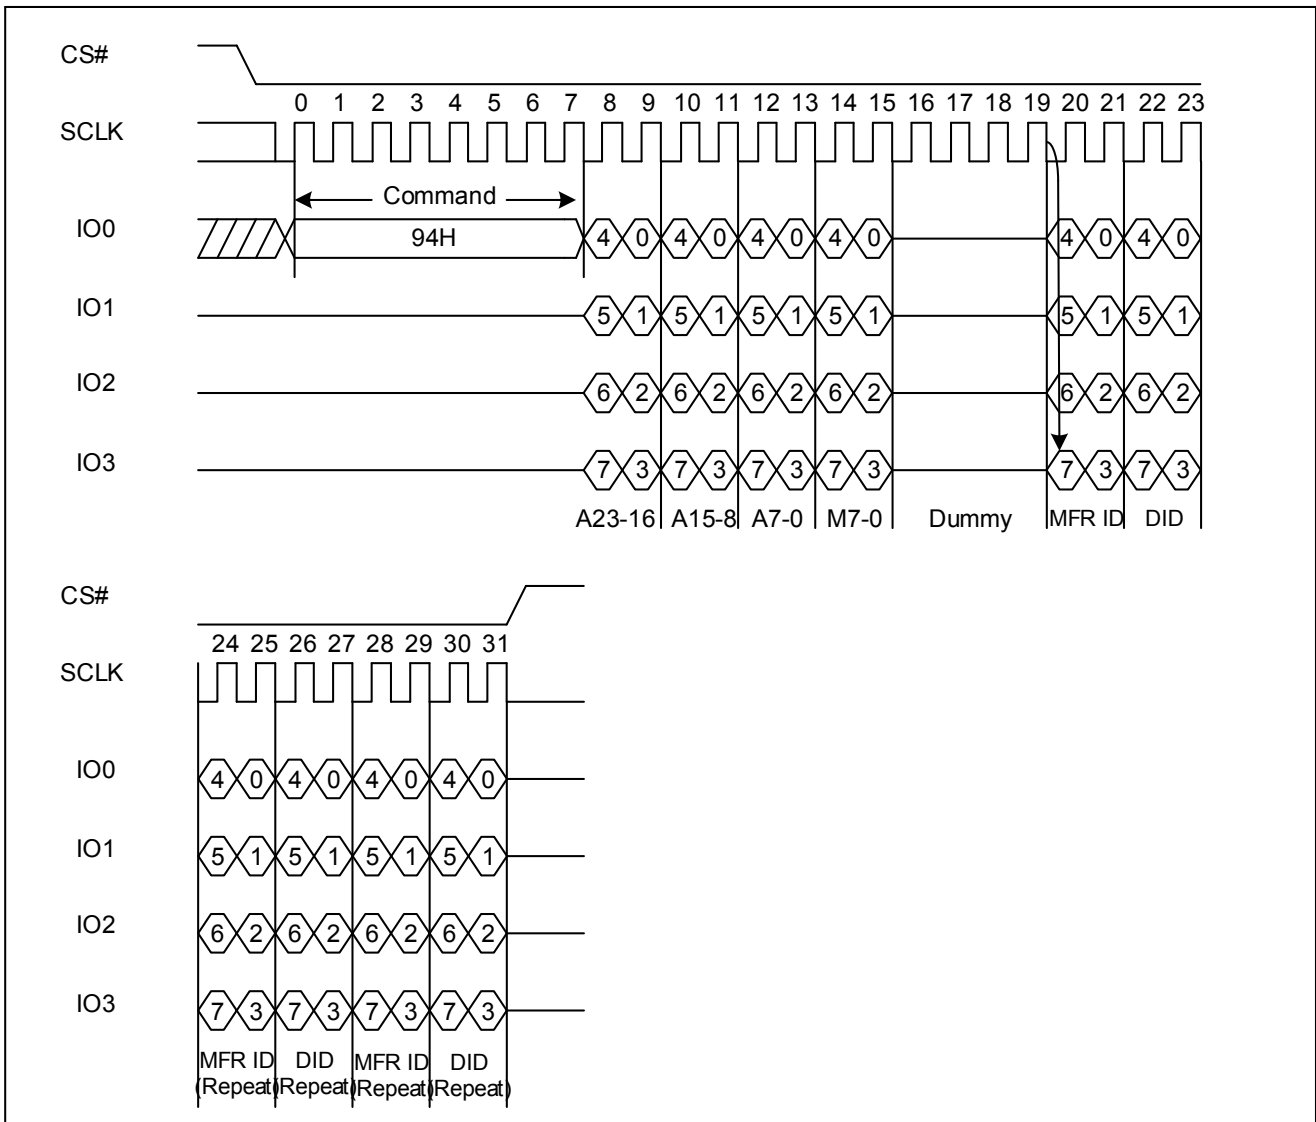 CS#
0 1 2 3 4 5 6 7 8 9 10 11 12 13 14 15 16 17 18 19 20 21 22 23
SCLK
Command
IO0 94H 4 0 4 0 4 0 4 0 4 0 4 0
IO1 5 1 5 1 5 1 5 1 5 1 5 1
IO2 6 2 6 2 6 2 6 2 6 2 6 2
IO3 7 3 7 3 7 3 7 3 7 3 7 3
A23-16 A15-8 A7-0 M7-0 Dummy MFR ID DID
CS#
24 25 26 27 28 29 30 31
SCLK
IO0 4 0 4 0 4 0 4 0
IO1 5 1 5 1 5 1 5 1
IO2 6 2 6 2 6 2 6 2
IO3 7 3 7 3 7 3 7 3
MFR ID DID MFR ID DID
(Repeat) (Repeat) (Repeat) (Repeat)